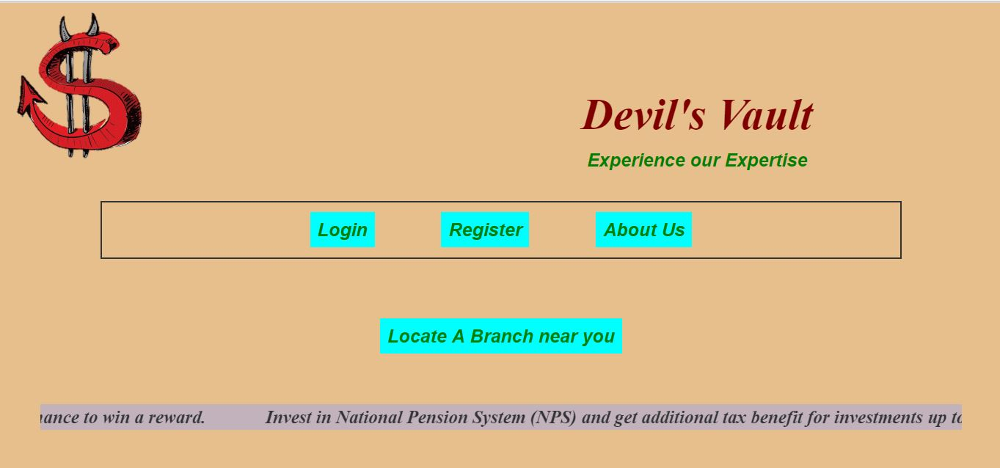 Devil's Vault
Experience our Expertise
Login Register About Us
Locate A Branch near you
to win a reward. Invest in National Pension System (NPS) and get additional tax benefit for investments up to